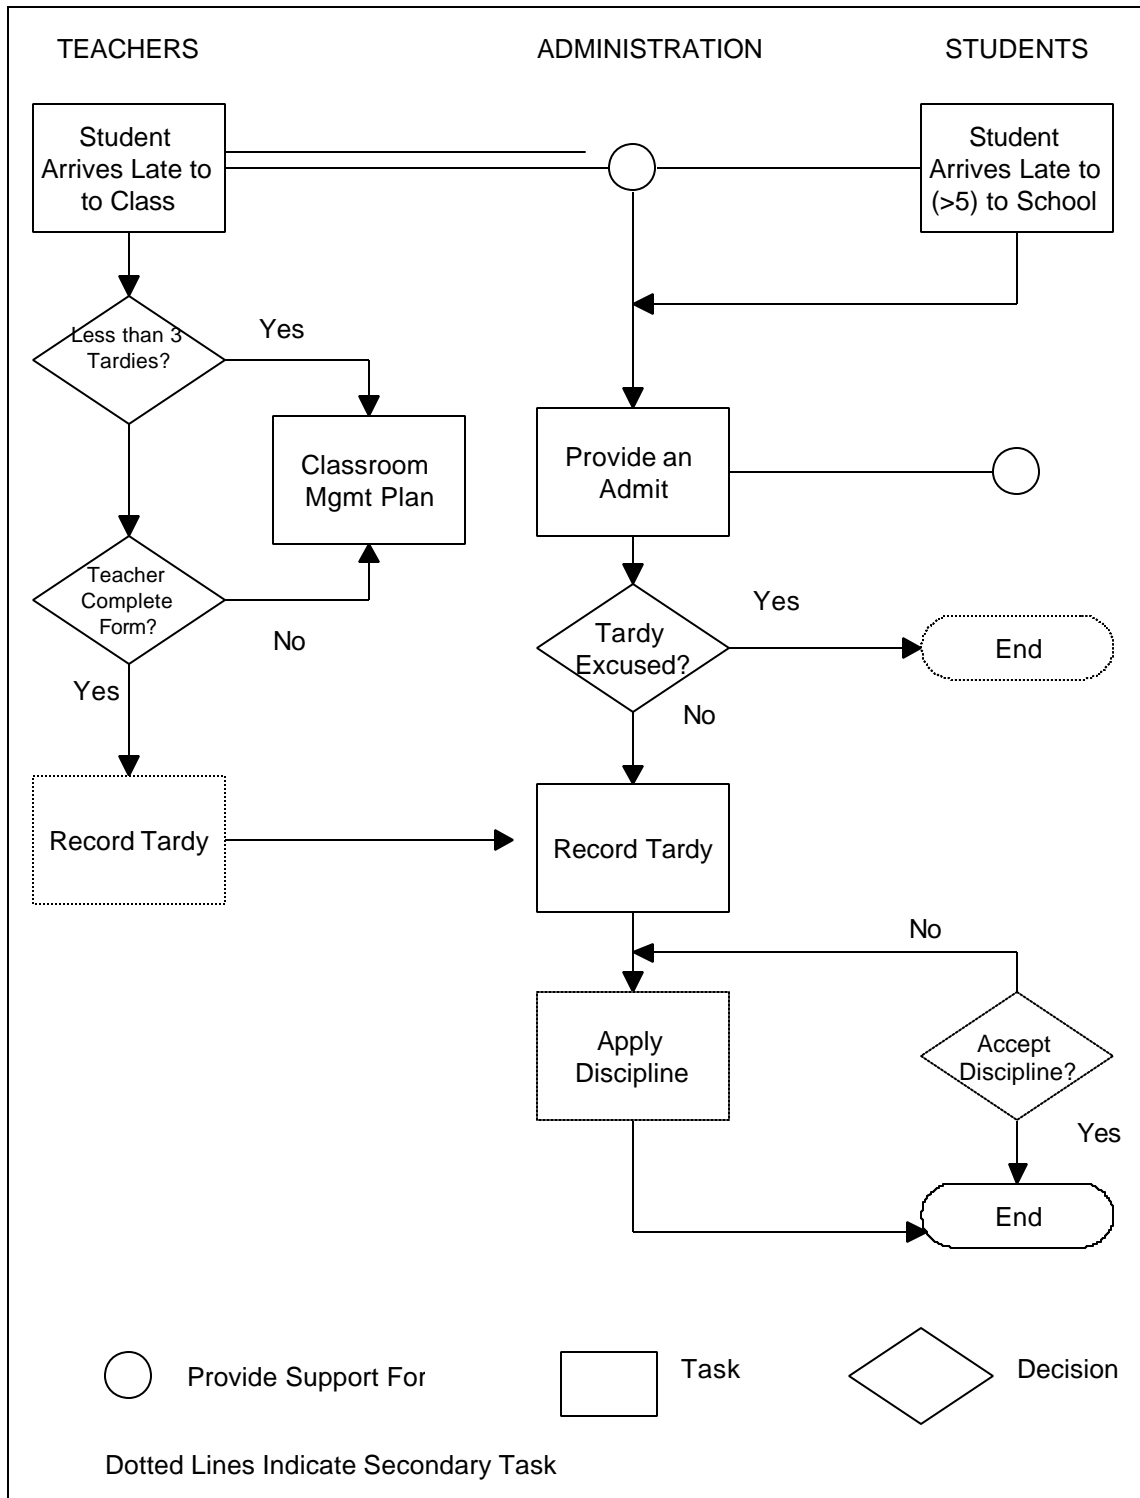 TEACHERS
ADMINISTRATION
STUDENTS
Student
Arrives Late to
to Class
Student
Arrives Late to
(>5) to School
Less than 3
Tardies?
Yes
Classroom
Mgmt Plan
Provide an
Admit
Teacher
Complete
Form?
No
Yes
Tardy
Excused?
Yes
End
No
Record Tardy
Record Tardy
No
Apply
Discipline
Accept
Discipline?
Yes
End
Provide Support For
Task
Decision
Dotted Lines Indicate Secondary Task